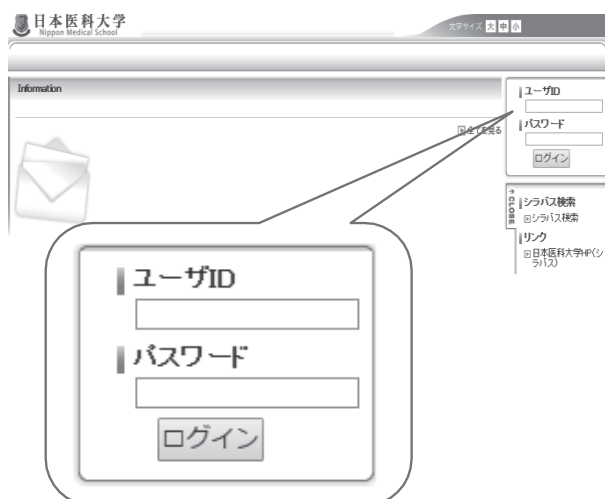 日本医科大学
Nippon Medical School
文字サイズ 大 中 小
Information
全てを見る
ユーザID
パスワード
ログイン
CLOSE
シラバス検索
シラバス検索
リンク
日本医科大学HP(シ
ラバス)
ユーザID
パスワード
ログイン